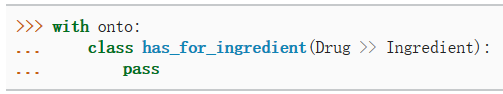 >>> with onto:
...     class has_for_ingredient(Drug >> Ingredient):
...         pass